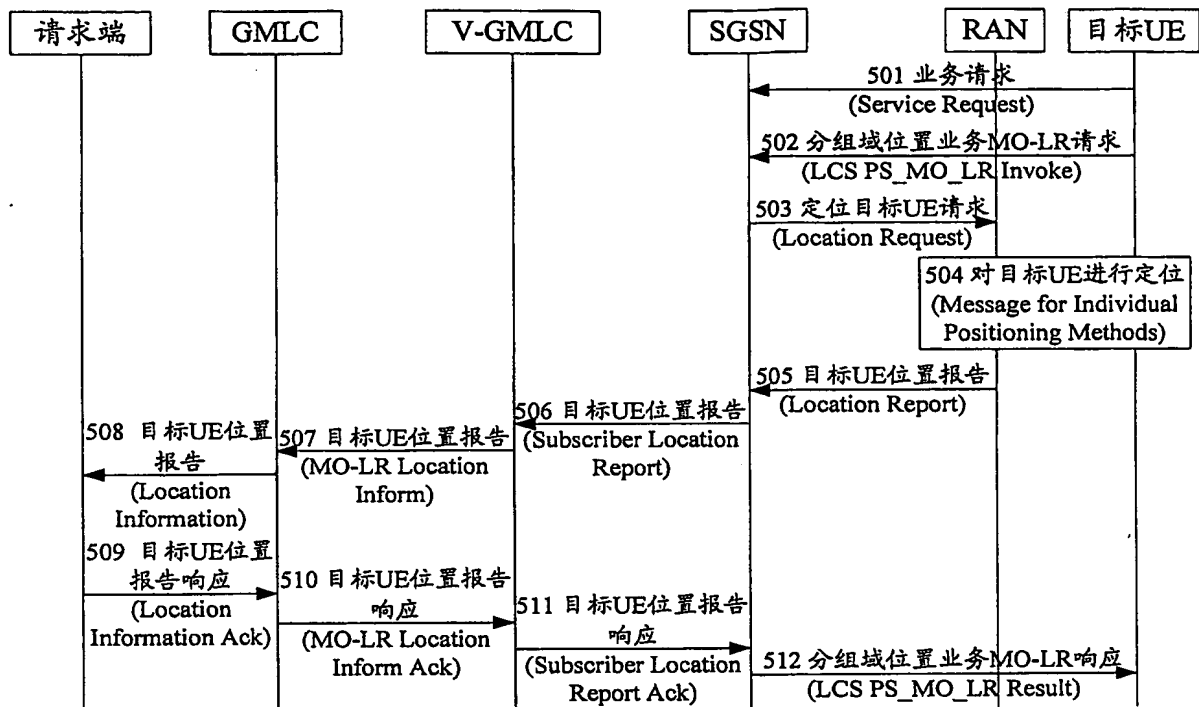 请求端
GMLC
V-GMLC
SGSN
RAN
目标UE
501 业务请求
(Service Request)
502 分组域位置业务MO-LR请求
(LCS PS_MO_LR Invoke)
503 定位目标UE请求
(Location Request)
504 对目标UE进行定位
(Message for Individual
Positioning Methods)
505 目标UE位置报告
(Location Report)
506 目标UE位置报告
(Subscriber Location
Report)
507 目标UE位置报告
(MO-LR Location
Inform)
508 目标UE位置
报告
(Location
Information)
509 目标UE位置
报告响应
(Location
Information Ack)
510 目标UE位置报告
响应
(MO-LR Location
Inform Ack)
511 目标UE位置报告
响应
(Subscriber Location
Report Ack)
512 分组域位置业务MO-LR响应
(LCS PS_MO_LR Result)